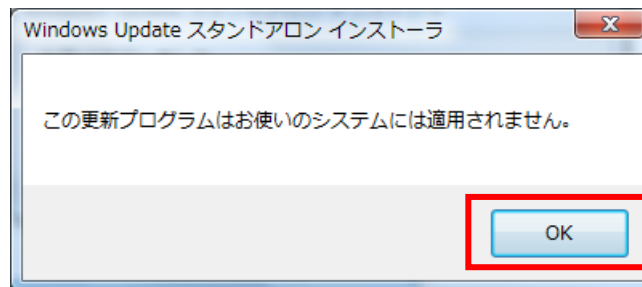 Windows Update スタンドアロン インストーラ
この更新プログラムはお使いのシステムには適用されません。
OK